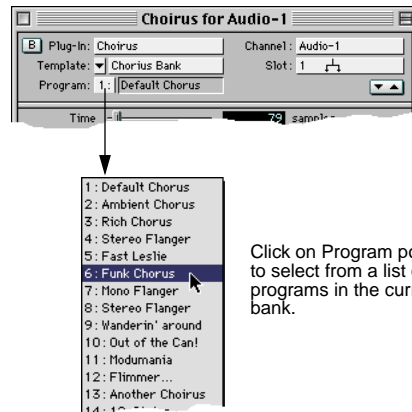 Choirus for Audio-1
B Plug-In: Choirus Channel: Audio-1
Template: Chorius Bank Slot: 1
Program: 1: Default Chorus
Time 79 samples
1: Default Chorus
2: Ambient Chorus
3: Rich Chorus
4: Stereo Flanger
5: Fast Leslie
6: Funk Chorus
7: Mono Flanger
8: Stereo Flanger
9: Wanderin' around
10: Out of the Can!
11: Modumania
12: Flimmer...
13: Another Choirus
Click on Program
to select from a list
programs in the
bank.